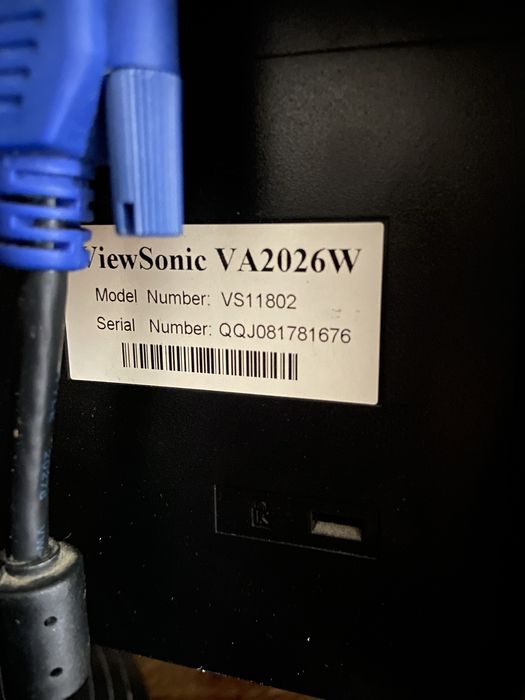 ViewSonic VA2026W
Model Number: VS11802
Serial Number: QQJ081781676